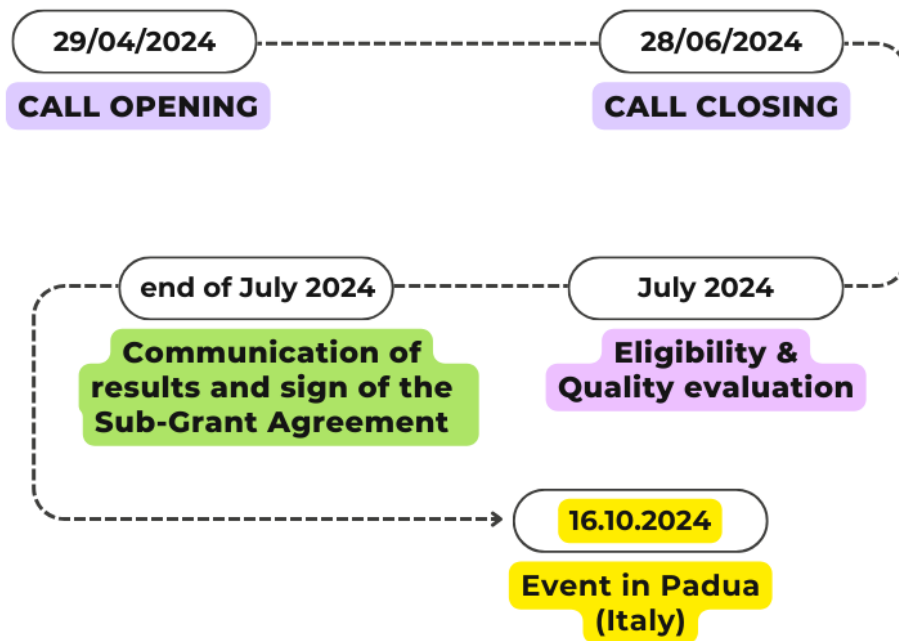 29/04/2024
CALL OPENING
28/06/2024
CALL CLOSING
July 2024
Eligibility &
Quality evaluation
end of July 2024
Communication of
results and sign of the
Sub-Grant Agreement
16.10.2024
Event in Padua
(Italy)